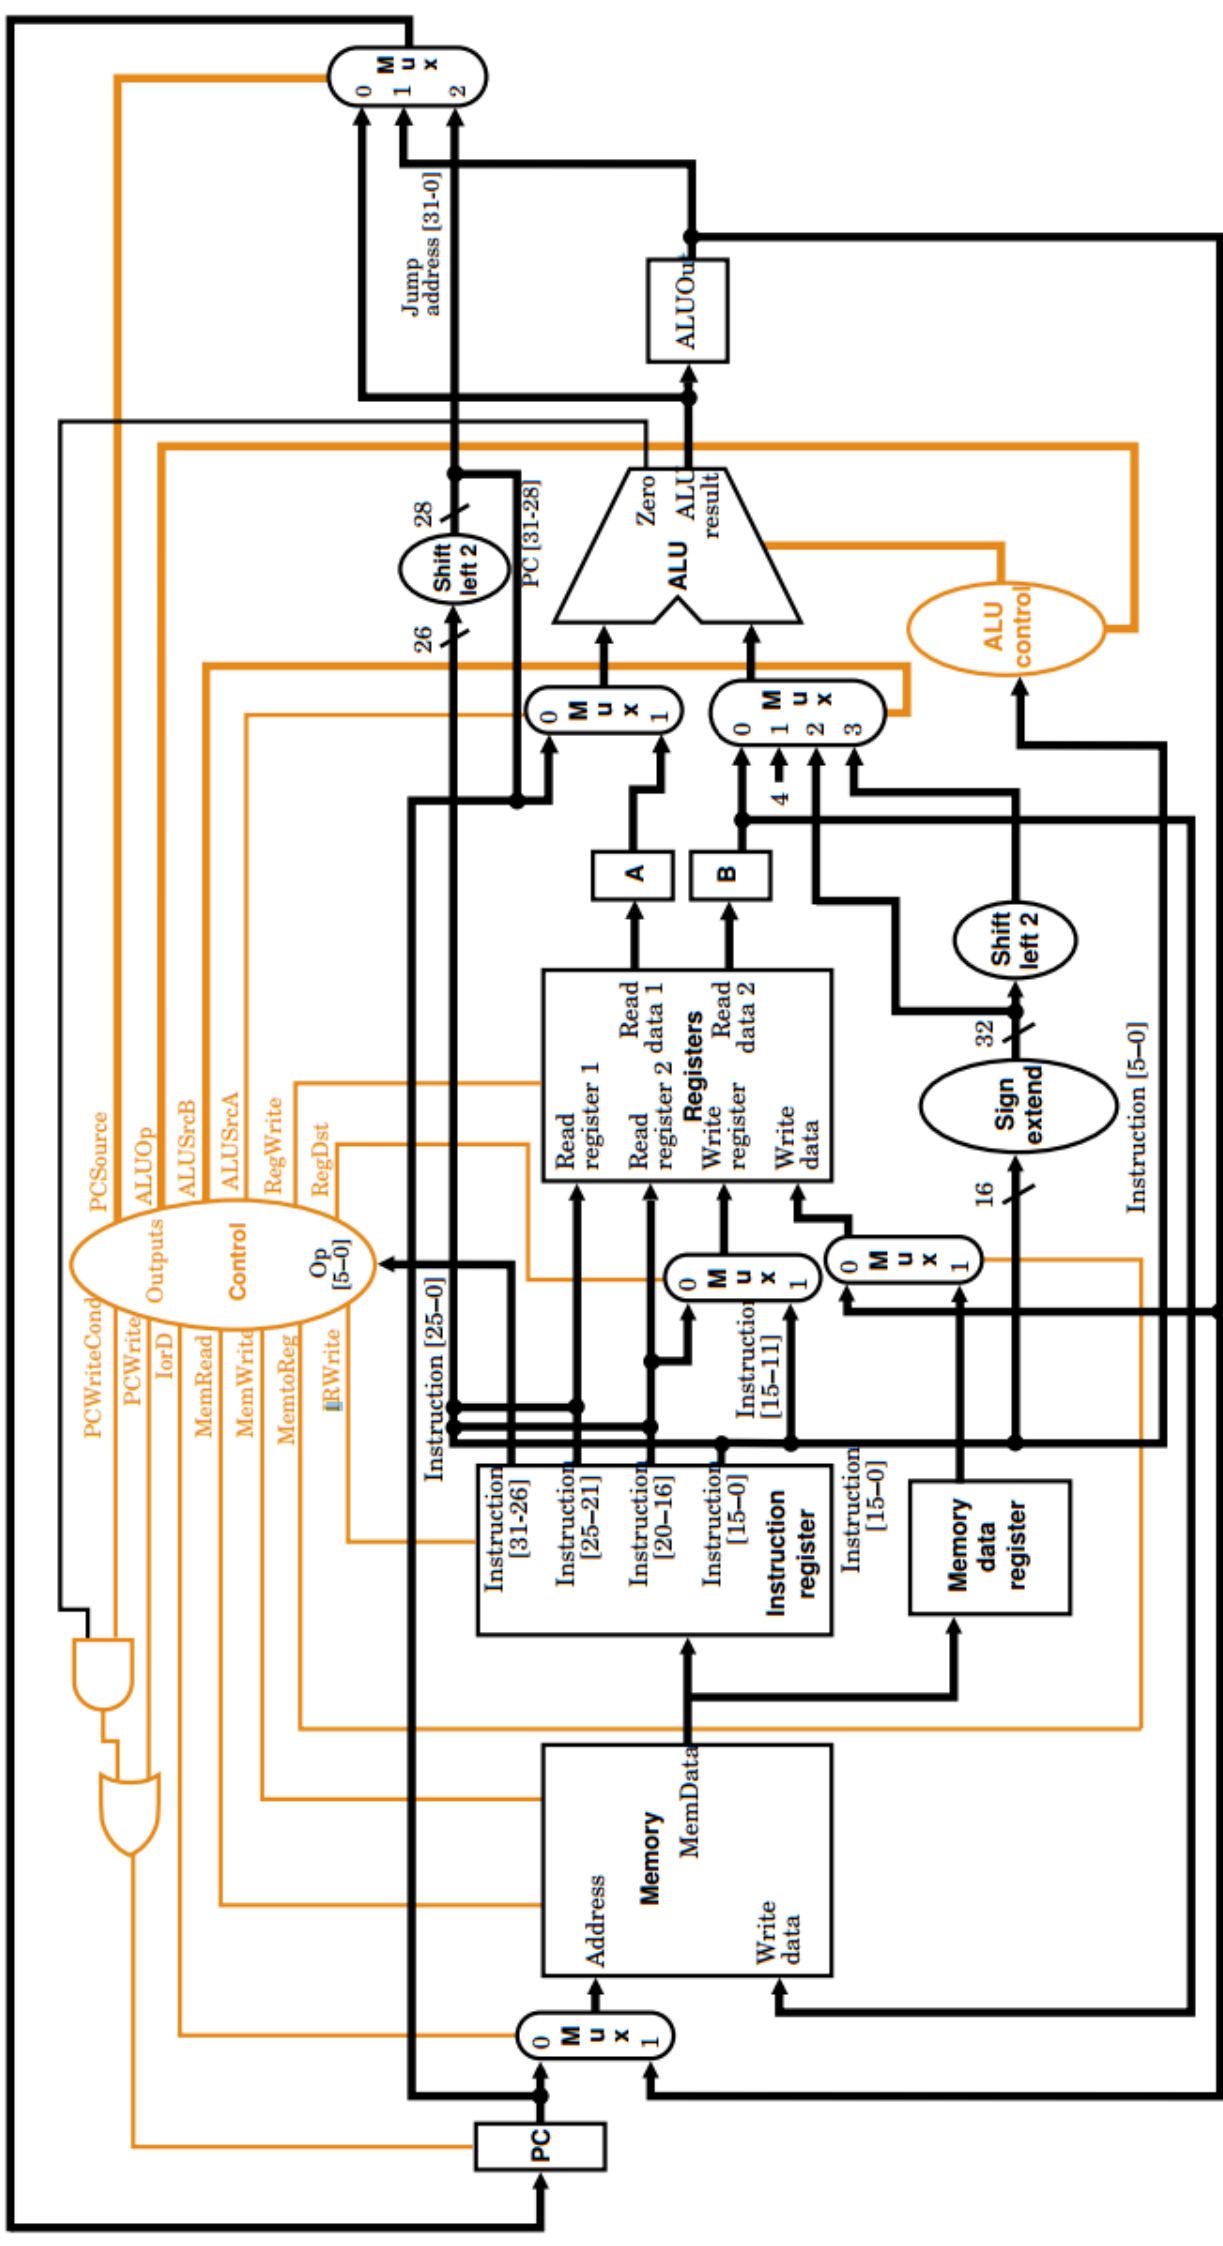 PCWriteCond
PCWrite
IorD
MemRead
MemWrite
MemtoReg
IRWrite
Outputs
Control
Op
[5–0]
PCSource
ALUOp
ALUSrcB
ALUSrcA
RegWrite
RegDst
PC
0
M
u
x
1
Address
Memory
MemData
Write
data
Instruction
[31-26]
Instruction
[25–21]
Instruction
[20–16]
Instruction
[15–0]
Instruction
register
Instruction
[15–0]
Memory
data
register
Instruction [25–0]
Instruction
[15–11]
0
M
u
x
1
0
M
u
x
1
Read
register 1
Read
register 2
Registers
Write
register
Write
data
Read
data 1
Read
data 2
16
Sign
extend
32
Instruction [5–0]
Shift
left 2
A
B
4
0
M
u
x
1
0
1
M
u
x
2
3
26
Shift
left 2
28
PC [31-28]
Zero
ALU
ALU
result
ALU
control
Jump
address [31-0]
ALUOut
0
1
2
M
u
x